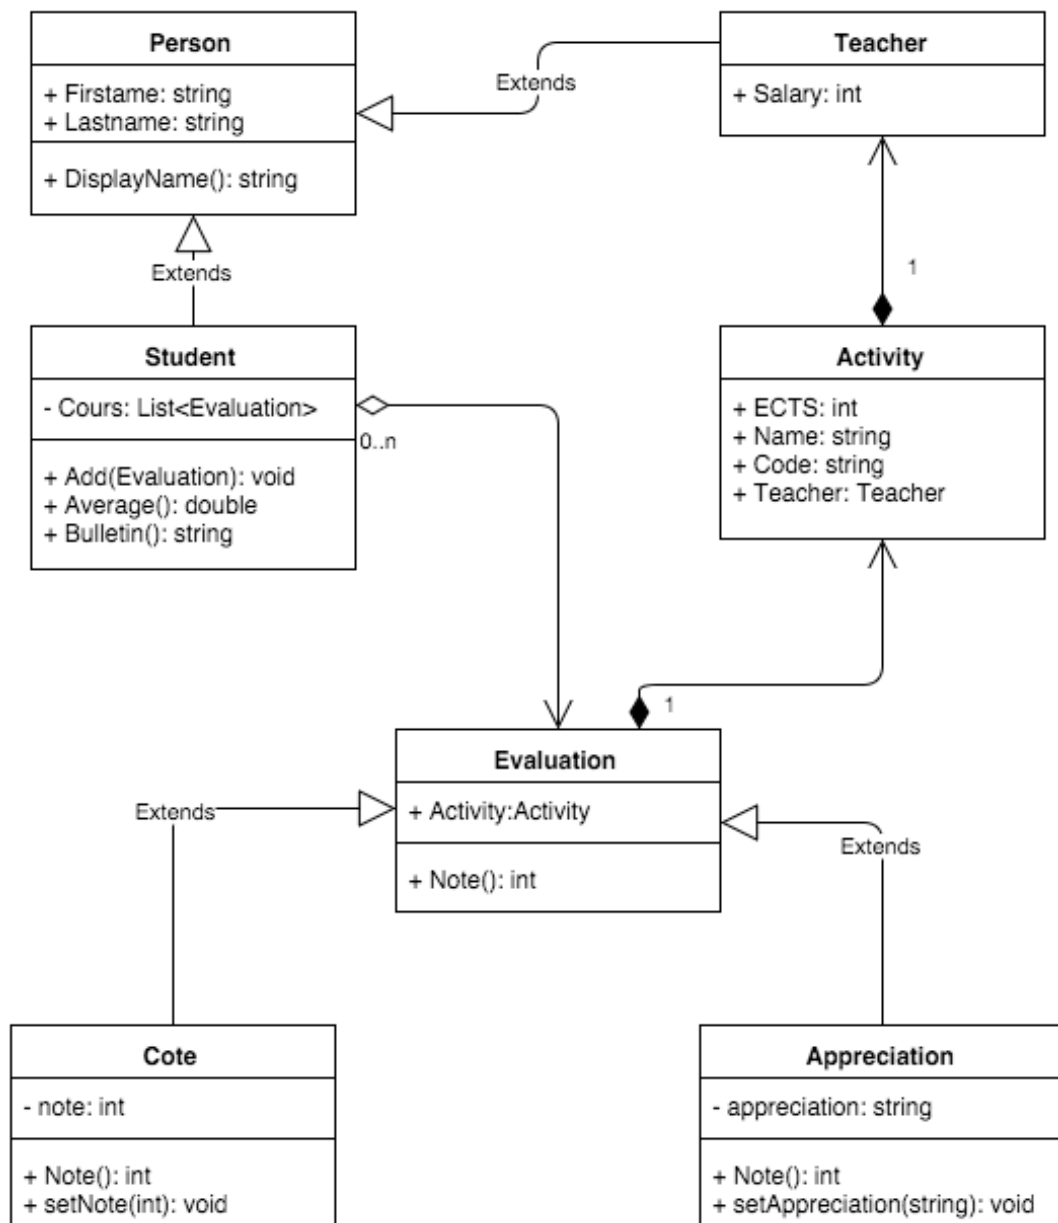 Person
+ Firstame: string
+ Lastname: string
+ DisplayName(): string
Extends
Teacher
+ Salary: int
Extends
1
Student
- Cours: List<Evaluation>
+ Add(Evaluation): void
+ Average(): double
+ Bulletin(): string
0..n
Activity
+ ECTS: int
+ Name: string
+ Code: string
+ Teacher: Teacher
1
Evaluation
+ Activity:Activity
+ Note(): int
Extends
Extends
Cote
- note: int
+ Note(): int
+ setNote(int): void
Appreciation
- appreciation: string
+ Note(): int
+ setAppreciation(string): void